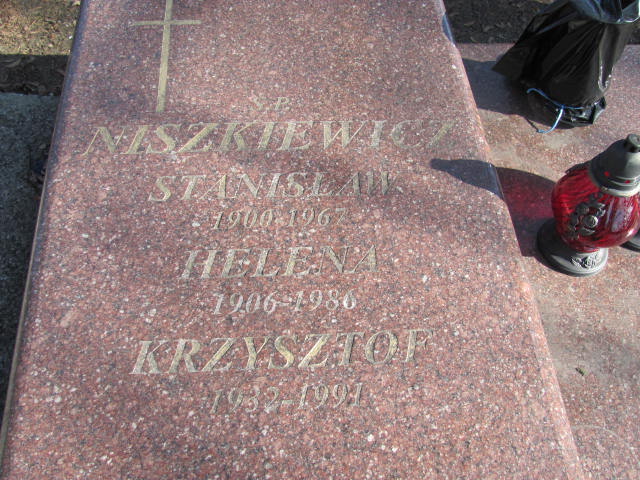 Ś.P.
NISZKIEWICZ
STANISŁAW
1900-1967
HELENA
1906-1986
KRZYSZTOF
1932-1991